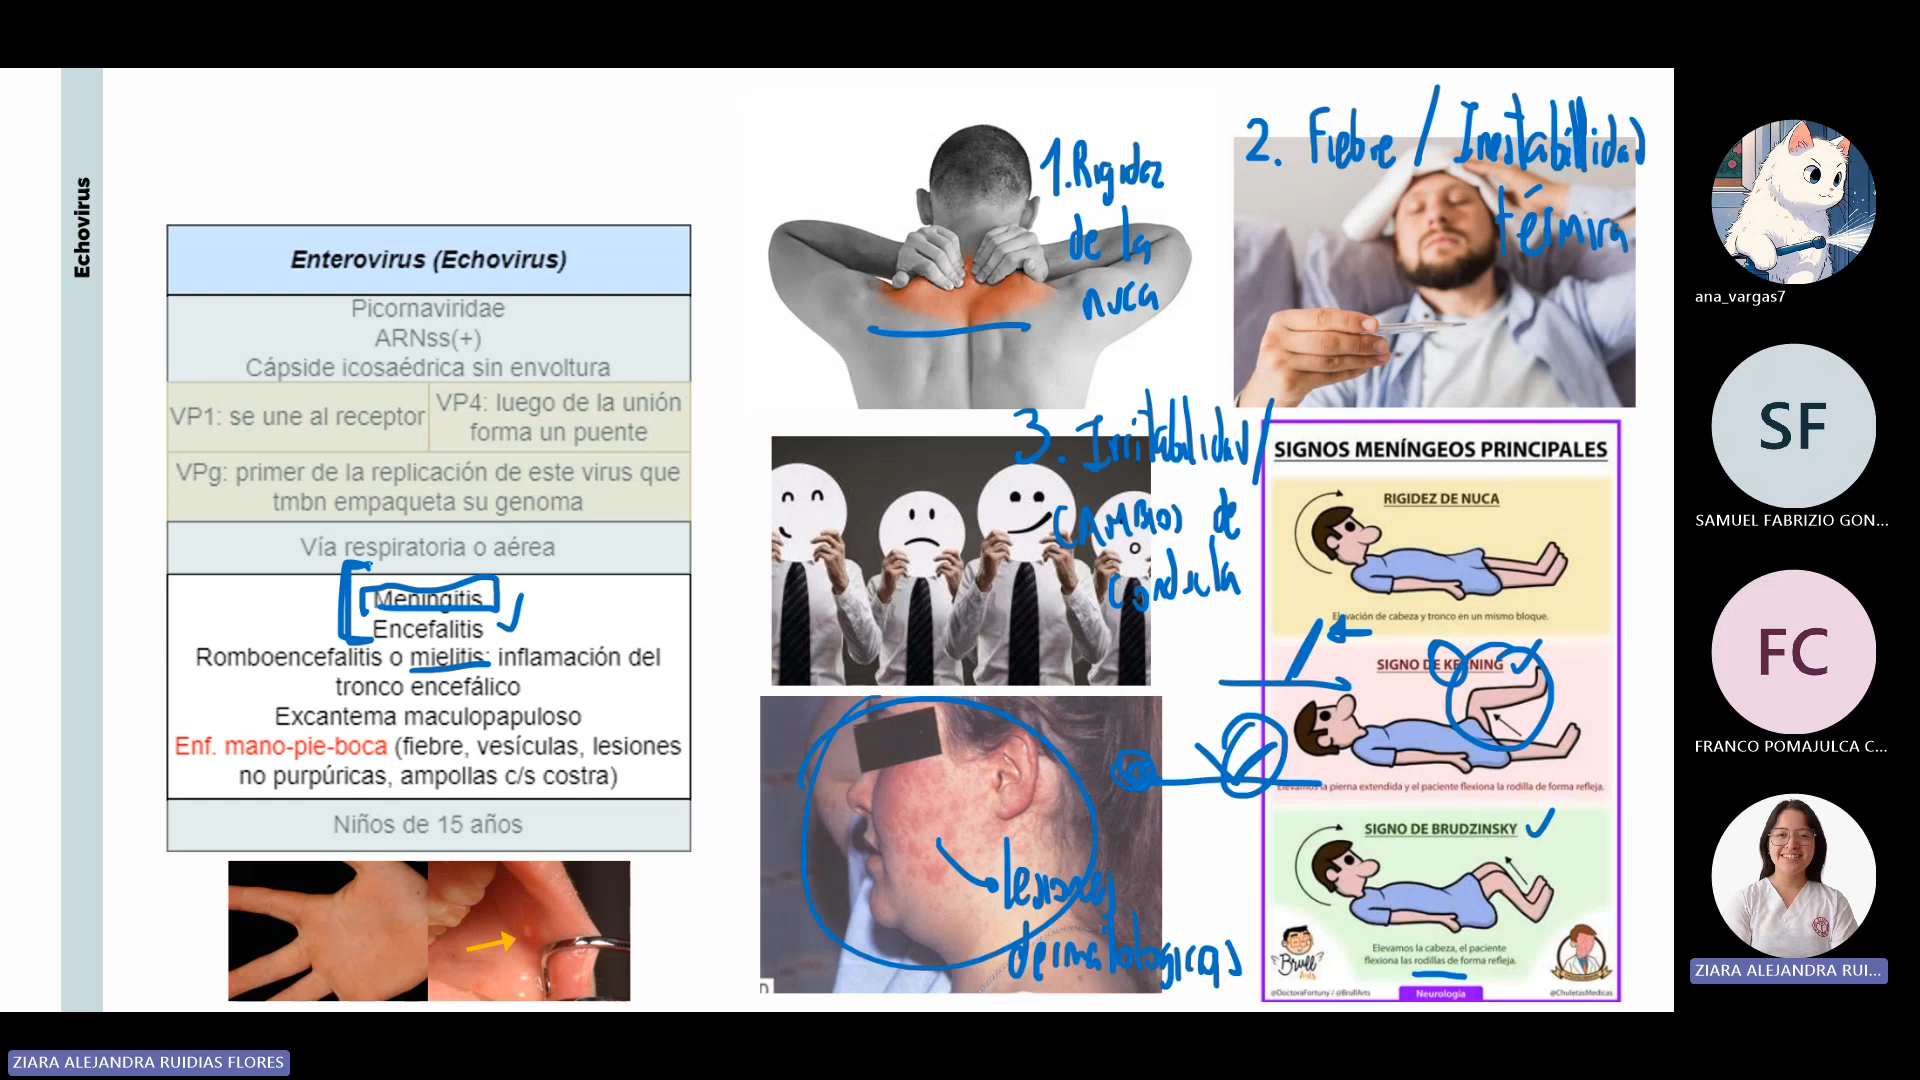 Echovirus
Enterovirus (Echovirus)
Picornaviridae
ARNss(+)
Cápside icosaédrica sin envoltura
VP1: se une al receptor
VP4: luego de la unión
forma un puente
VPg: primer de la replicación de este virus que
tmbn empaqueta su genoma
Vía respiratoria o aérea
Meningitis
Encefalitis
Romboencefalitis o mielitis: inflamación del
tronco encefálico
Excantema maculopapuloso
Enf. mano-pie-boca (fiebre, vesículas, lesiones
no purpúricas, ampollas c/s costra)
Niños de 15 años
1. Rigidez
de la
nuca
2. Fiebre / Inestabillidad
térmica
3. Irritabilidad/
CAMBIOS de
conducta
lesiones
dermatologicas
SIGNOS MENÍNGEOS PRINCIPALES
RIGIDEZ DE NUCA
Elevación de cabeza y tronco en un mismo bloque.
SIGNO DE KERNING
Elevamos la pierna extendida y el paciente flexiona la rodilla de forma refleja.
SIGNO DE BRUDZINSKY
Elevamos la cabeza, el paciente
flexiona las rodillas de forma refleja.
Brull
Arts
@DoctoraFortuny / @BrullArts
Neurología
@ChuletasMedicas
ana_vargas7
SF
SAMUEL FABRIZIO GON...
FC
FRANCO POMAJULCA C...
ZIARA ALEJANDRA RUI...
ZIARA ALEJANDRA RUIDIAS FLORES